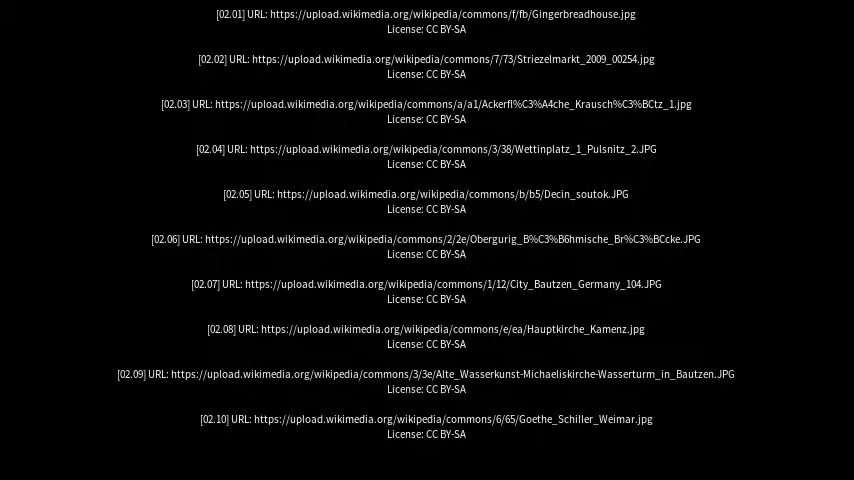 [02.01] URL: https://upload.wikimedia.org/wikipedia/commons/f/fb/Gingerbreadhouse.jpg
License: CC BY-SA
[02.02] URL: https://upload.wikimedia.org/wikipedia/commons/7/73/Striezelmarkt_2009_00254.jpg
License: CC BY-SA
[02.03] URL: https://upload.wikimedia.org/wikipedia/commons/a/a1/Ackerfl%C3%A4che_Krausch%C3%BCtz_1.jpg
License: CC BY-SA
[02.04] URL: https://upload.wikimedia.org/wikipedia/commons/3/38/Wettinplatz_1_Pulsnitz_2.JPG
License: CC BY-SA
[02.05] URL: https://upload.wikimedia.org/wikipedia/commons/b/b5/Decin_soutok.JPG
License: CC BY-SA
[02.06] URL: https://upload.wikimedia.org/wikipedia/commons/2/2e/Obergurig_B%C3%B6hmische_Br%C3%BCcke.JPG
License: CC BY-SA
[02.07] URL: https://upload.wikimedia.org/wikipedia/commons/1/12/City_Bautzen_Germany_104.JPG
License: CC BY-SA
[02.08] URL: https://upload.wikimedia.org/wikipedia/commons/e/ea/Hauptkirche_Kamenz.jpg
License: CC BY-SA
[02.09] URL: https://upload.wikimedia.org/wikipedia/commons/3/3e/Alte_Wasserkunst-Michaeliskirche-Wasserturm_in_Bautzen.JPG
License: CC BY-SA
[02.10] URL: https://upload.wikimedia.org/wikipedia/commons/6/65/Goethe_Schiller_Weimar.jpg
License: CC BY-SA